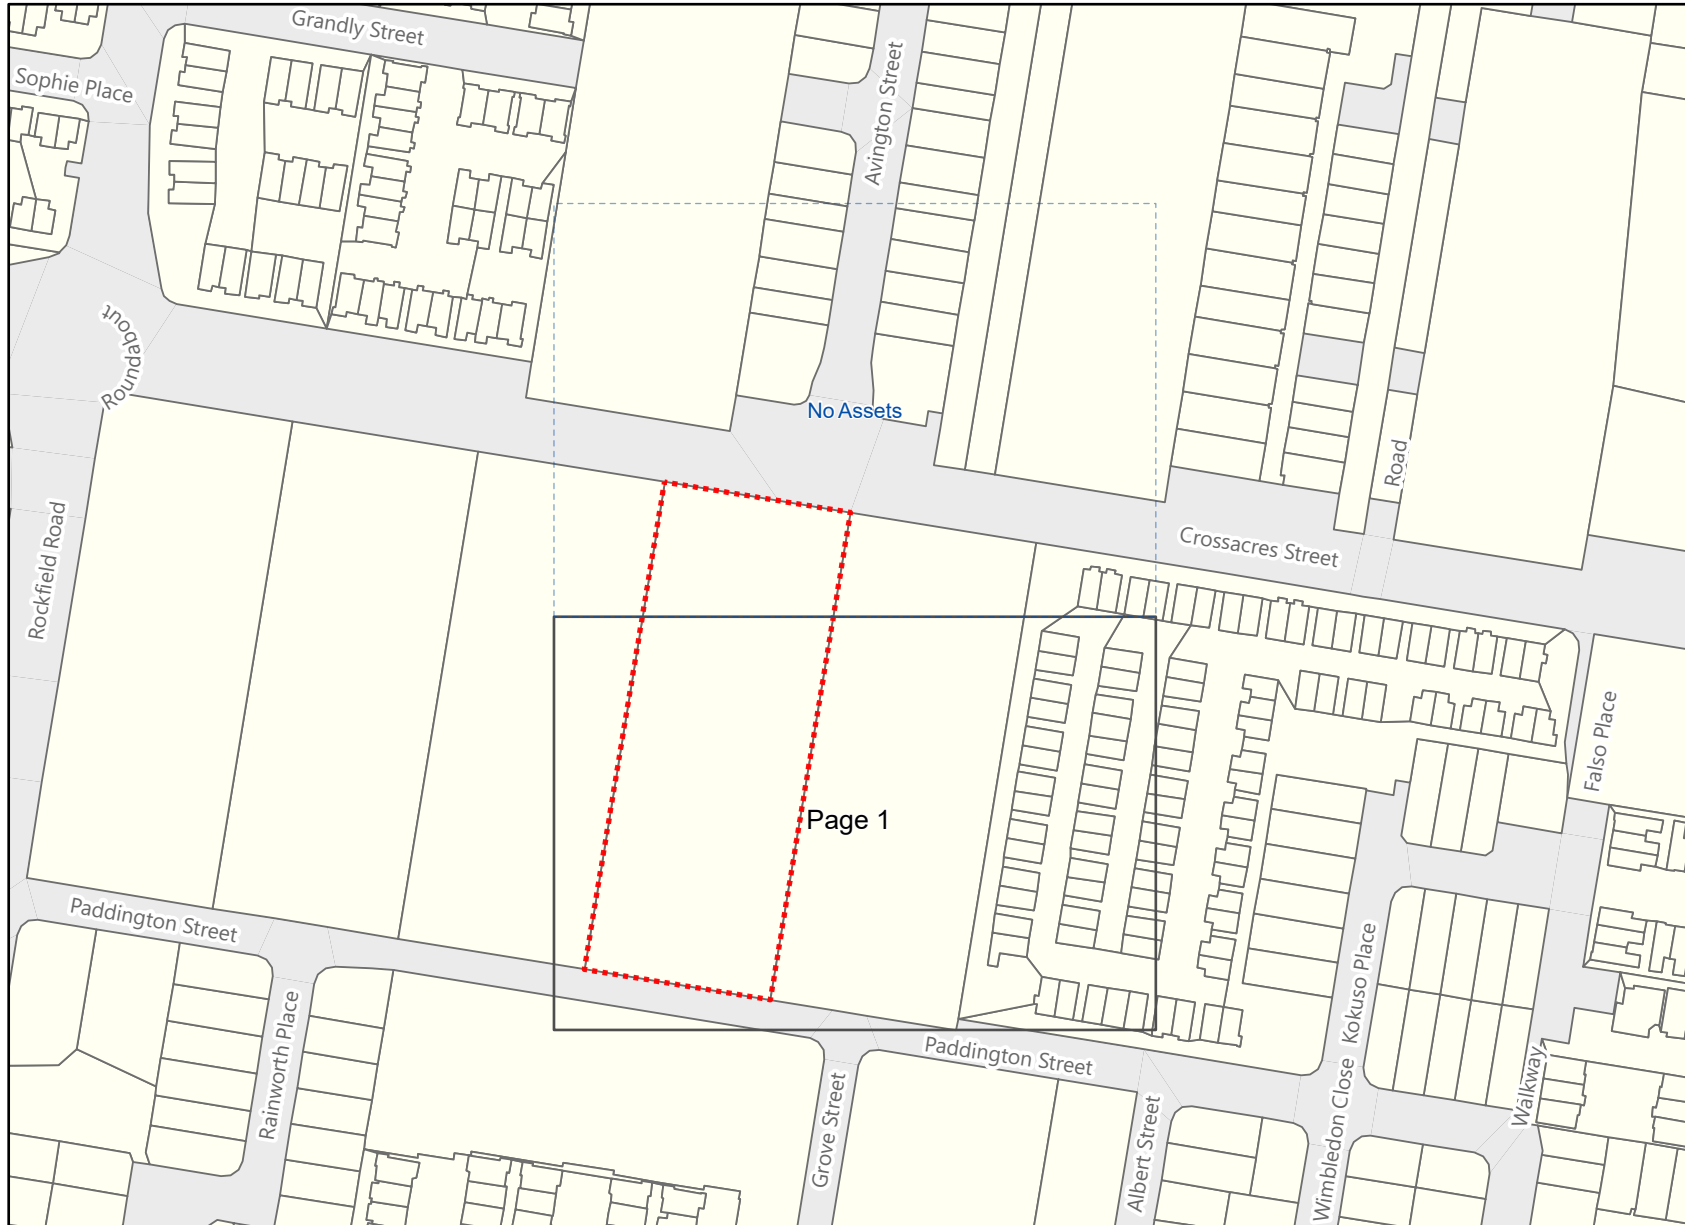 Grandly Street
Sophie Place
Avington Street
Roundabout
No Assets
Road
Rockfield Road
Crossacres Street
Falso Place
Page 1
Paddington Street
Rainworth Place
Paddington Street
Grove Street
Albert Street
Kokuso Place
Wimbledon Close
Walkway